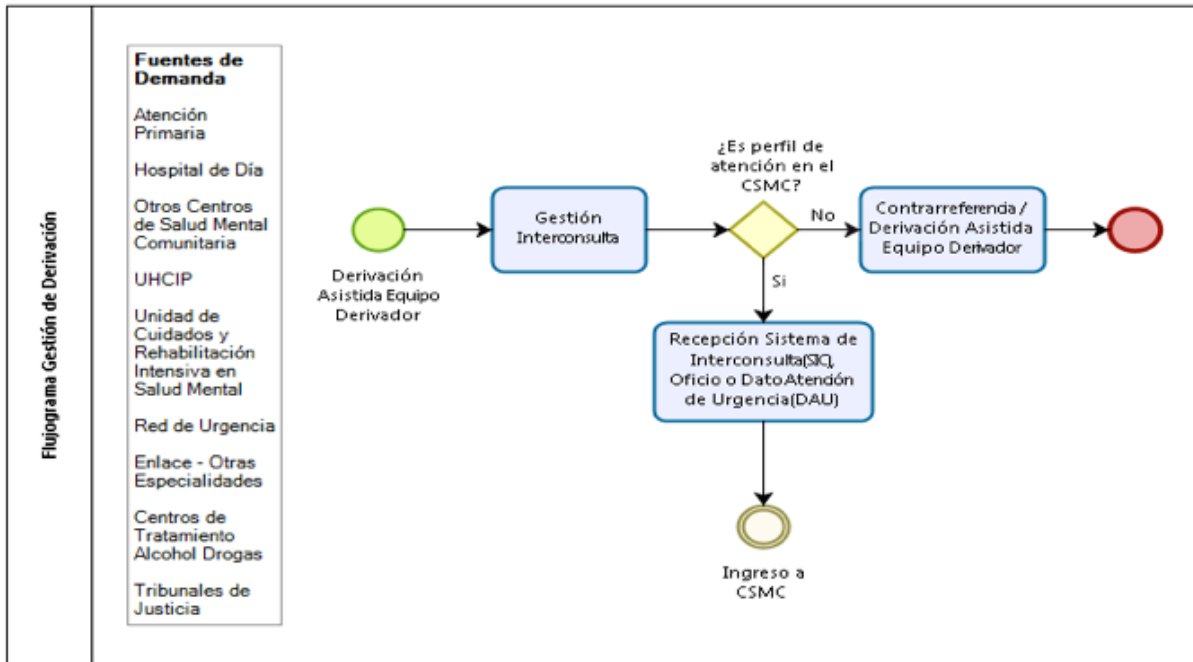 Flujograma Gestión de Derivación
Fuentes de
Demanda
Atención
Primaria
Hospital de Día
Otros Centros
de Salud Mental
Comunitaria
UHCIP
Unidad de
Cuidados y
Rehabilitación
Intensiva en
Salud Mental
Red de Urgencia
Enlace - Otras
Especialidades
Centros de
Tratamiento
Alcohol Drogas
Tribunales de
Justicia
Derivación
Asistida Equipo
Derivador
Gestión
Interconsulta
¿Es perfil de
atención en el
CSMC?
No
Contrarreferencia /
Derivación Asistida
Equipo Derivador
Si
Recepción Sistema de
Interconsulta(SIC),
Oficio o Dato Atención
de Urgencia(DAU)
Ingreso a
CSMC